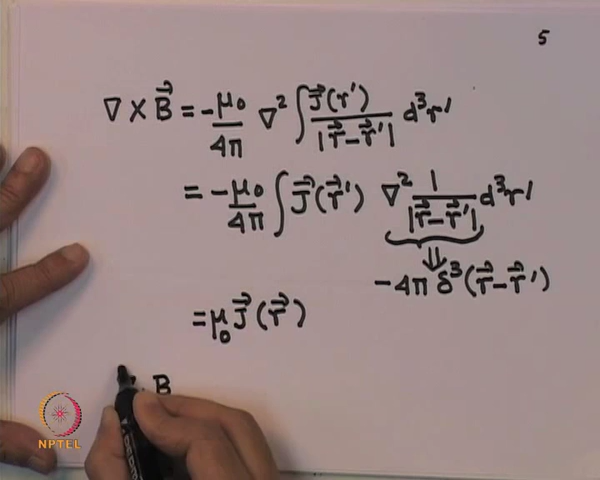 5
∇ × B⃗ = -μ₀/4π ∇² ∫ J⃗(r')/|r⃗-r⃗'| d³r'
= -μ₀/4π ∫ J⃗(r⃗') ∇² 1/|r⃗-r⃗'| d³r'
⇓
-4π δ³(r⃗-r⃗')
= μ₀ J⃗(r⃗)
B
NPTEL